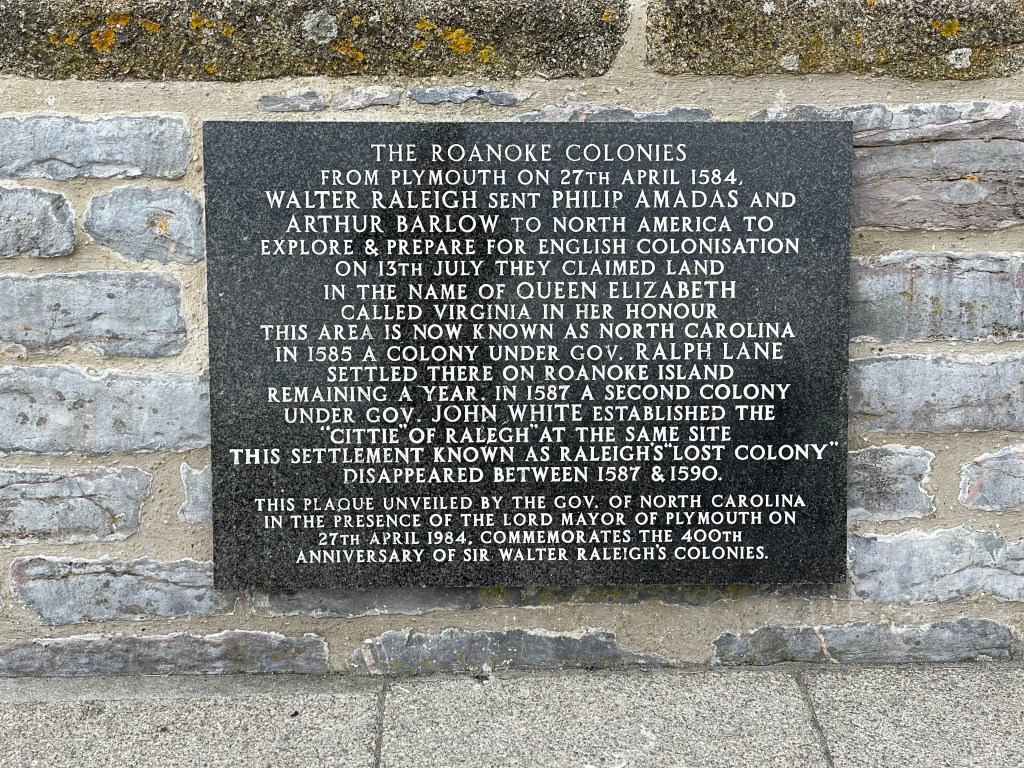 THE ROANOKE COLONIES
FROM PLYMOUTH ON 27TH APRIL 1584,
WALTER RALEIGH SENT PHILIP AMADAS AND
ARTHUR BARLOW TO NORTH AMERICA TO
EXPLORE & PREPARE FOR ENGLISH COLONISATION
ON 13TH JULY THEY CLAIMED LAND
IN THE NAME OF QUEEN ELIZABETH
CALLED VIRGINIA IN HER HONOUR
THIS AREA IS NOW KNOWN AS NORTH CAROLINA
IN 1585 A COLONY UNDER GOV. RALPH LANE
SETTLED THERE ON ROANOKE ISLAND
REMAINING A YEAR. IN 1587 A SECOND COLONY
UNDER GOV. JOHN WHITE ESTABLISHED THE
"CITTIE" OF RALEGH" AT THE SAME SITE
THIS SETTLEMENT KNOWN AS RALEIGH'S "LOST COLONY"
DISAPPEARED BETWEEN 1587 & 1590.
THIS PLAQUE UNVEILED BY THE GOV. OF NORTH CAROLINA
IN THE PRESENCE OF THE LORD MAYOR OF PLYMOUTH ON
27TH APRIL 1984, COMMEMORATES THE 400TH
ANNIVERSARY OF SIR WALTER RALEIGH'S COLONIES.